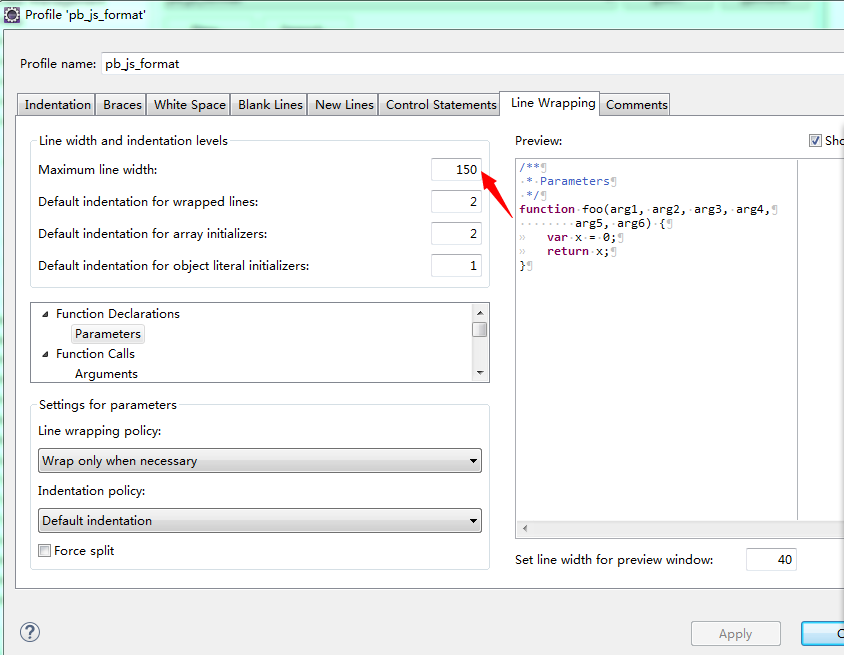 Profile 'pb_js_format'
Profile name: pb_js_format
Indentation Braces White Space Blank Lines New Lines Control Statements Line Wrapping Comments
Line width and indentation levels
Maximum line width: 150
Default indentation for wrapped lines: 2
Default indentation for array initializers: 2
Default indentation for object literal initializers: 1
Function Declarations
Parameters
Function Calls
Arguments
Settings for parameters
Line wrapping policy:
Wrap only when necessary
Indentation policy:
Default indentation
Force split
Preview:
/**¶
·*·Parameters¶
·*/¶
function·foo(arg1,·arg2,·arg3,·arg4,¶
········arg5,·arg6)·{¶
»   var·x·=·0;¶
»   return·x;¶
}¶
Set line width for preview window: 40
?
Apply